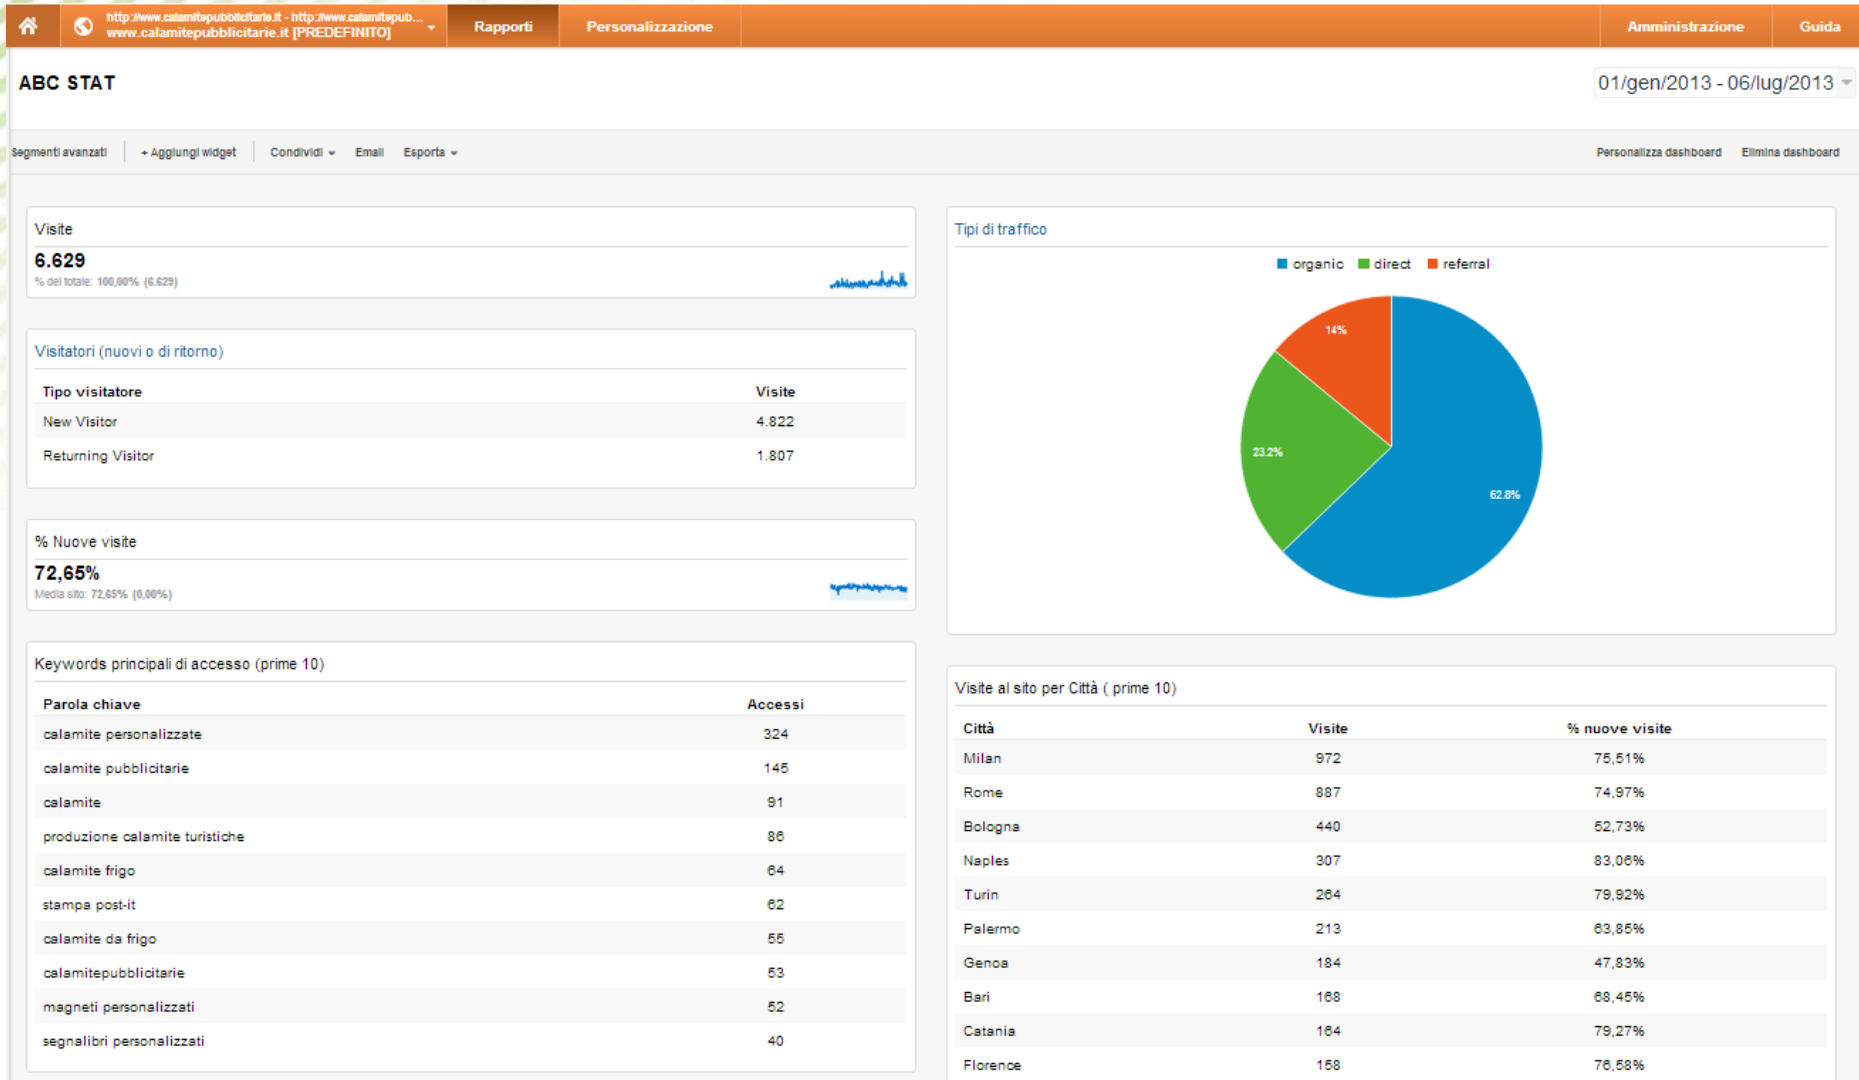 http://www.calamitepubblicitarie.it - http://www.calamitepub...
www.calamitepubblicitarie.it [PREDEFINITO]
Rapporti
Personalizzazione
Amministrazione
Guida
ABC STAT
01/gen/2013 - 06/lug/2013
Segmenti avanzati
+ Aggiungi widget
Condividi
Email
Esporta
Personalizza dashboard
Elimina dashboard
Visite
6.629
% del totale: 100,00% (6.629)
Visitatori (nuovi o di ritorno)
Tipo visitatore Visite
New Visitor 4.822
Returning Visitor 1.807
% Nuove visite
72,65%
Media sito: 72,65% (0,00%)
Keywords principali di accesso (prime 10)
Parola chiave Accessi
calamite personalizzate 324
calamite pubblicitarie 145
calamite 91
produzione calamite turistiche 86
calamite frigo 64
stampa post-it 62
calamite da frigo 55
calamitepubblicitarie 53
magneti personalizzati 52
segnalibri personalizzati 40
Tipi di traffico
organic direct referral
14%
23.2%
62.8%
Visite al sito per Città ( prime 10)
Città Visite % nuove visite
Milan 972 75,51%
Rome 887 74,97%
Bologna 440 52,73%
Naples 307 83,06%
Turin 264 79,92%
Palermo 213 63,85%
Genoa 184 47,83%
Bari 168 68,45%
Catania 164 79,27%
Florence 158 76,58%